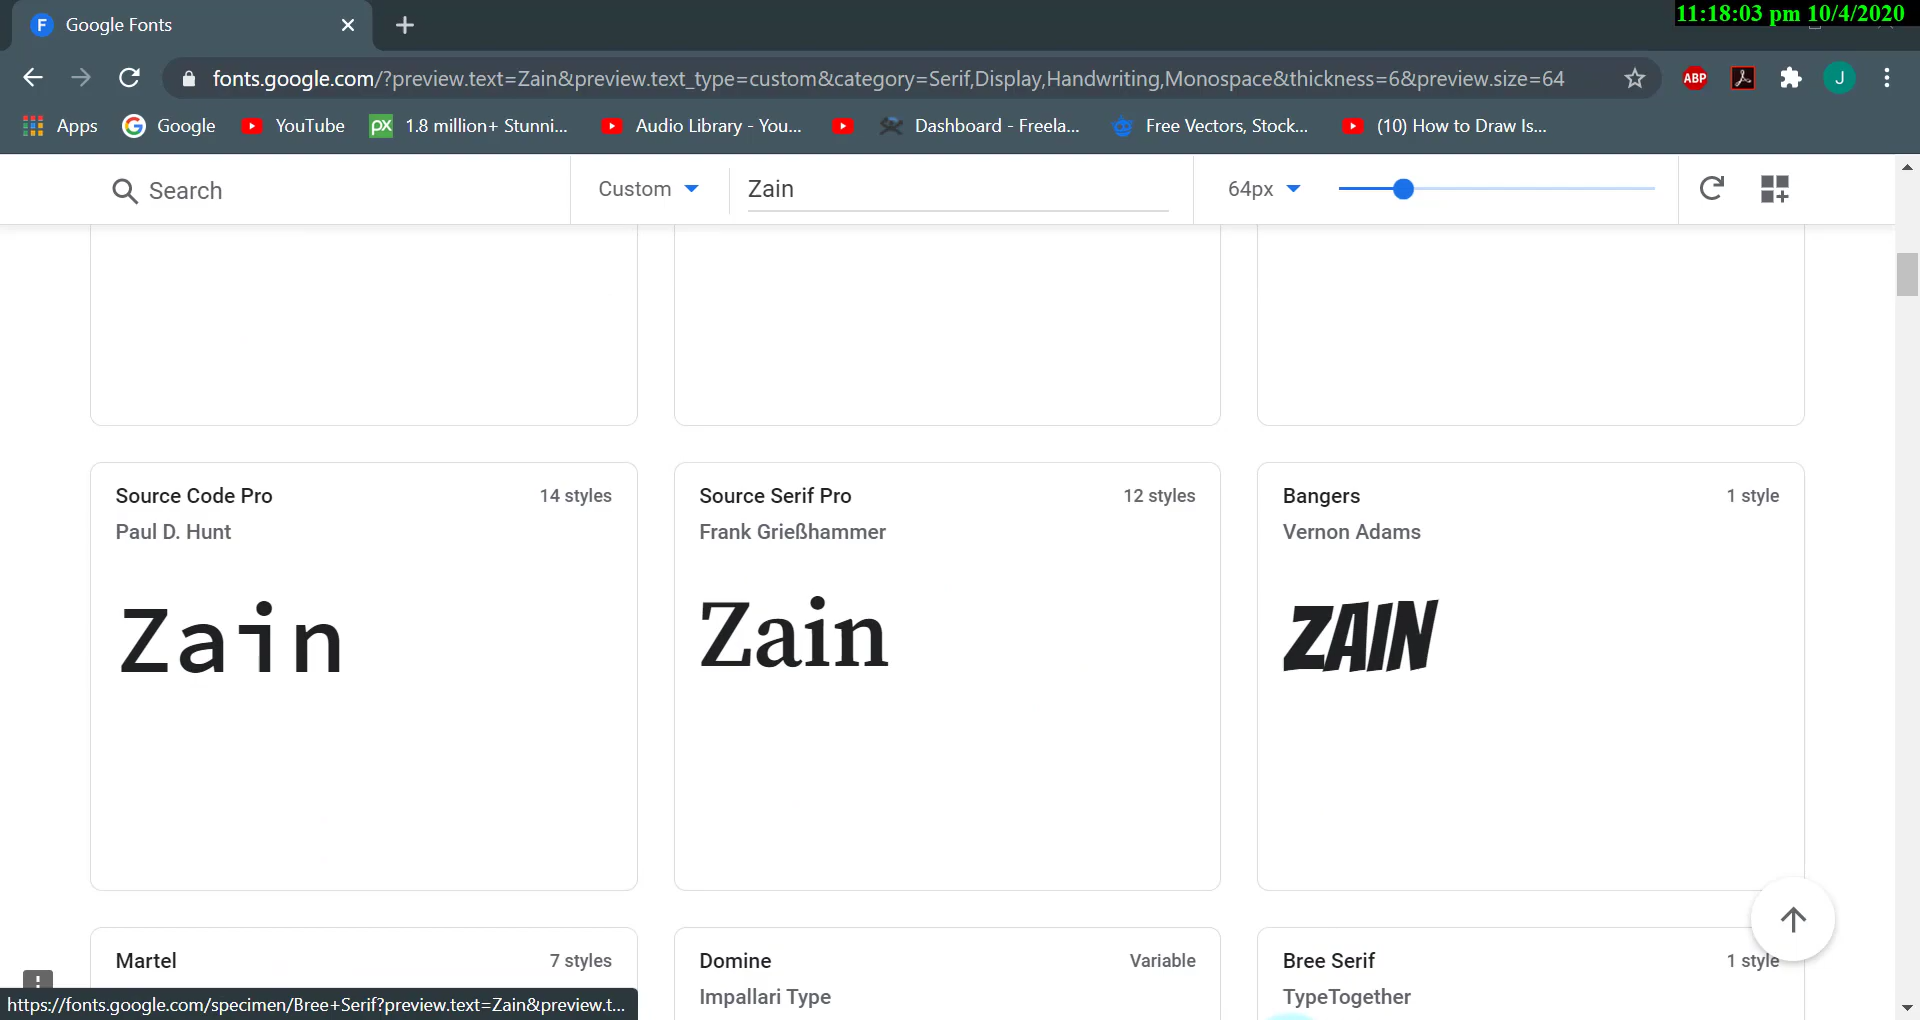 Google Fonts
11:18:03 pm 10/4/2020
fonts.google.com/?preview.text=Zain&preview.text_type=custom&category=Serif,Display,Handwriting,Monospace&thickness=6&preview.size=64
ABP
J
Apps
Google
YouTube
px 1.8 million+ Stunni...
Audio Library - You...
Dashboard - Freela...
Free Vectors, Stock...
(10) How to Draw Is...
Search
Custom
Zain
64px
Source Code Pro
14 styles
Paul D. Hunt
Zain
Source Serif Pro
12 styles
Frank Grießhammer
Zain
Bangers
1 style
Vernon Adams
ZAIN
Martel
7 styles
Domine
Variable
Impallari Type
Bree Serif
1 style
TypeTogether
https://fonts.google.com/specimen/Bree+Serif?preview.text=Zain&preview.t...